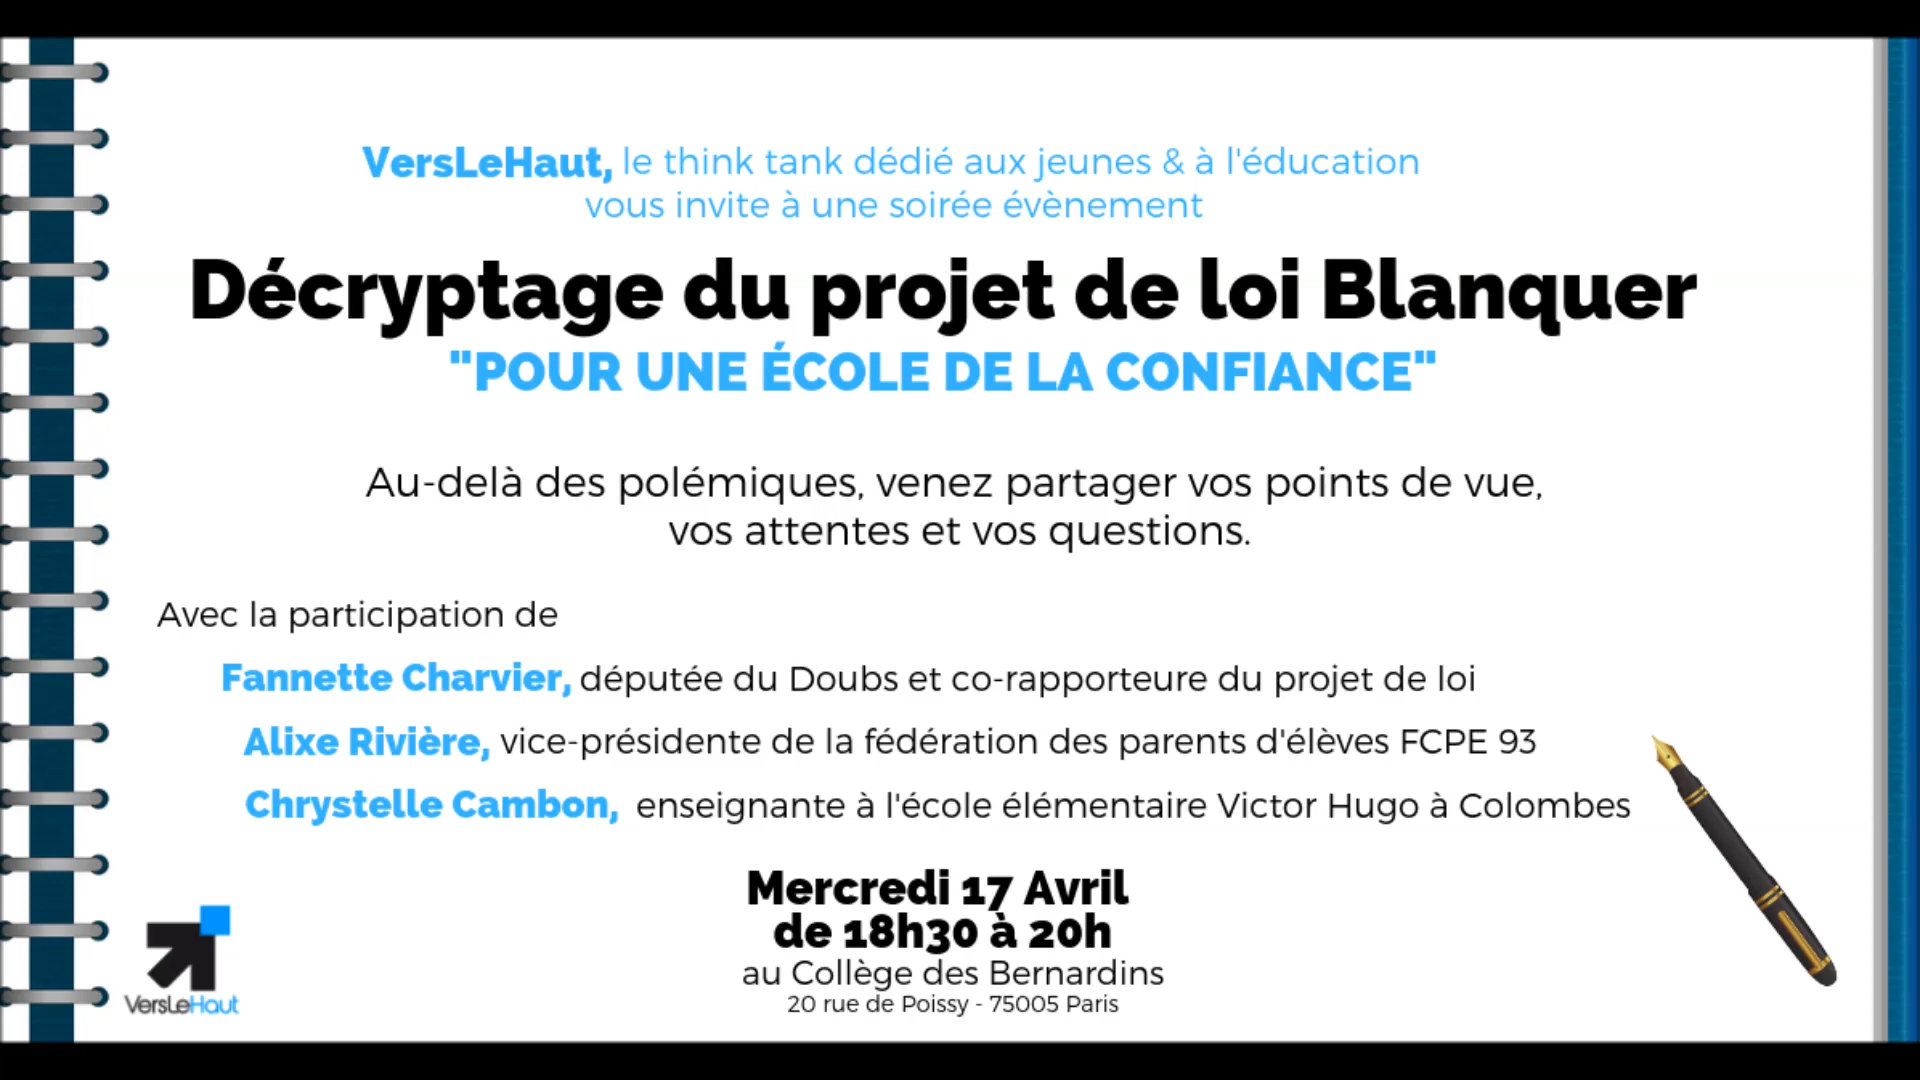 VersLeHaut, le think tank dédié aux jeunes & à l'éducation
vous invite à une soirée évènement
Décryptage du projet de loi Blanquer
"POUR UNE ÉCOLE DE LA CONFIANCE"
Au-delà des polémiques, venez partager vos points de vue,
vos attentes et vos questions.
Avec la participation de
Fannette Charvier, députée du Doubs et co-rapporteure du projet de loi
Alixe Rivière, vice-présidente de la fédération des parents d'élèves FCPE 93
Chrystelle Cambon, enseignante à l'école élémentaire Victor Hugo à Colombes
Mercredi 17 Avril
de 18h30 à 20h
au Collège des Bernardins
20 rue de Poissy - 75005 Paris
VersLeHaut